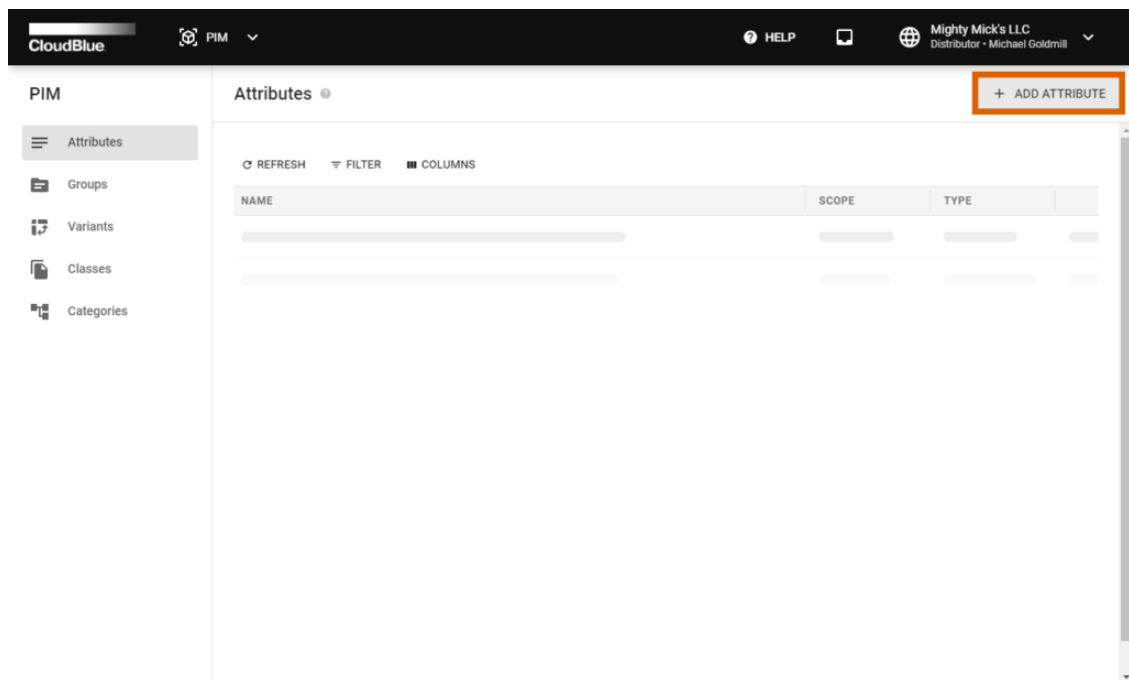 CloudBlue
PIM
HELP
Mighty Mick's LLC
Distributor • Michael Goldmill
PIM
Attributes
+ ADD ATTRIBUTE
Attributes
Groups
Variants
Classes
Categories
REFRESH FILTER COLUMNS
NAME SCOPE TYPE